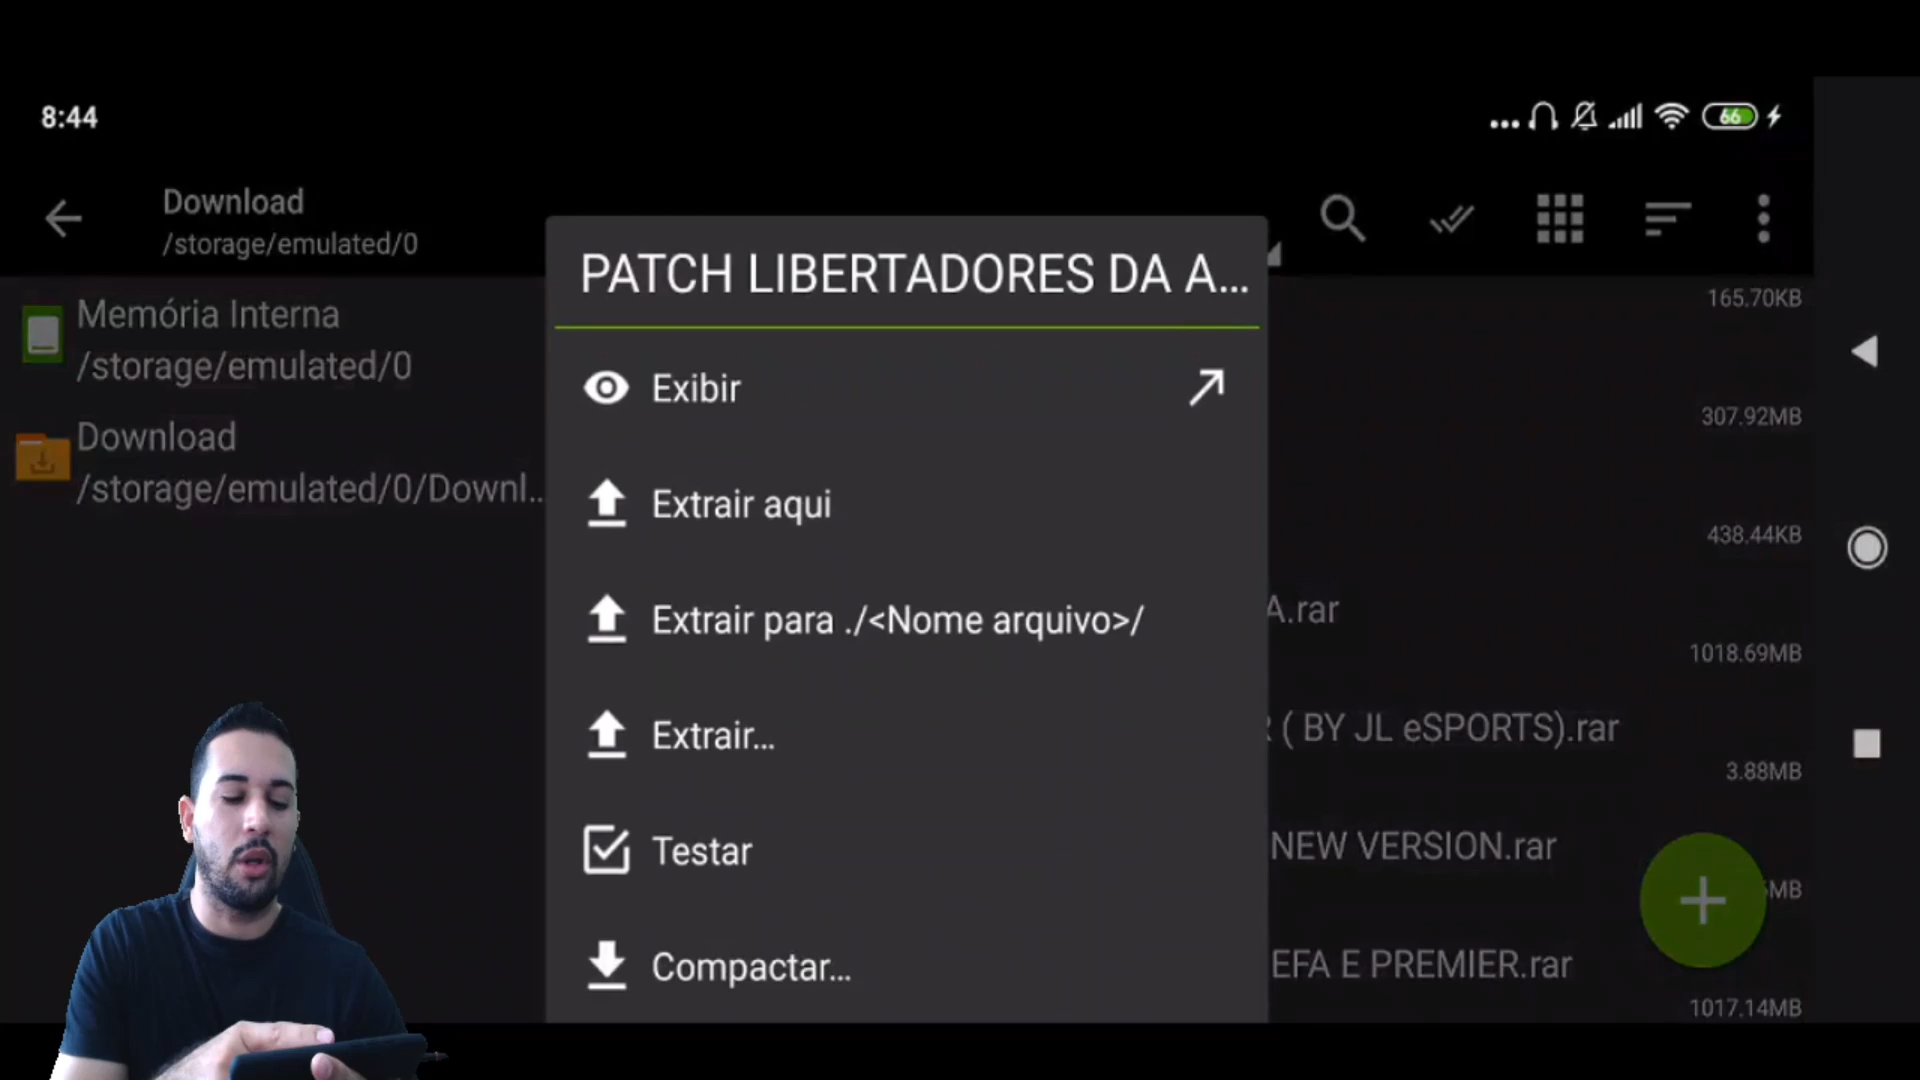 8:44
66
Download
/storage/emulated/0
Memória Interna
/storage/emulated/0
Download
/storage/emulated/0/Downl...
PATCH LIBERTADORES DA A...
Exibir
Extrair aqui
Extrair para ./<Nome arquivo>/
Extrair...
Testar
Compactar...
165.70KB
307.92MB
438.44KB
A.rar
1018.69MB
( BY JL eSPORTS).rar
3.88MB
NEW VERSION.rar
MB
EFA E PREMIER.rar
1017.14MB